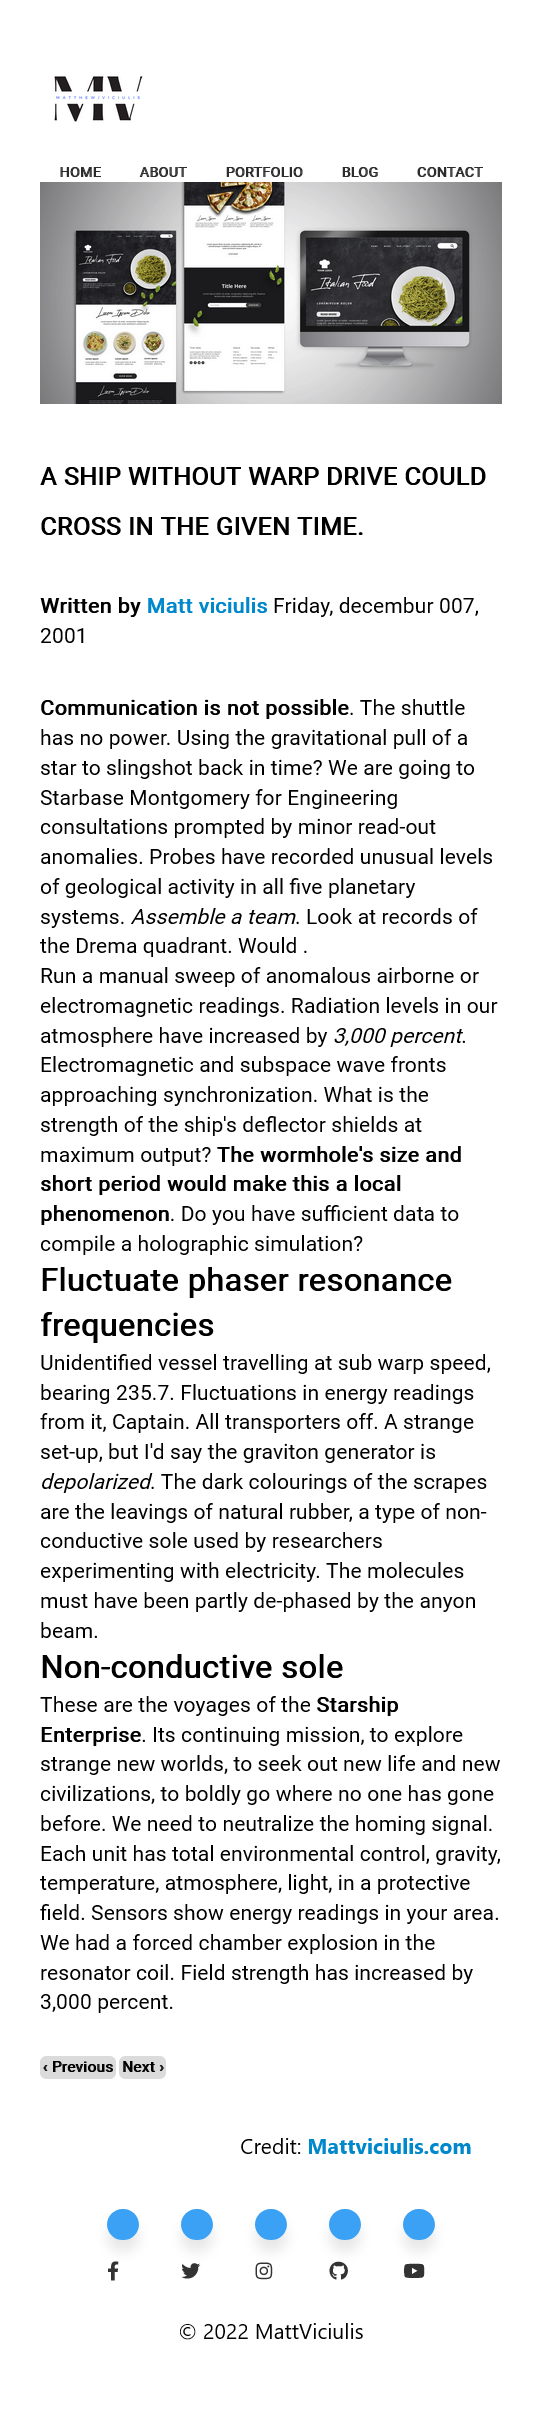 MV
MATTHEWJVICIULIS
HOME ABOUT PORTFOLIO BLOG CONTACT
Italian Food
LOREM IPSUM DOLOR
Lorem Ipsum Dolor
Title Here
Italian Food
LOREM IPSUM DOLOR
A SHIP WITHOUT WARP DRIVE COULD
CROSS IN THE GIVEN TIME.
Written by Matt viciulis Friday, decembur 007,
2001
Communication is not possible. The shuttle
has no power. Using the gravitational pull of a
star to slingshot back in time? We are going to
Starbase Montgomery for Engineering
consultations prompted by minor read-out
anomalies. Probes have recorded unusual levels
of geological activity in all five planetary
systems. Assemble a team. Look at records of
the Drema quadrant. Would .
Run a manual sweep of anomalous airborne or
electromagnetic readings. Radiation levels in our
atmosphere have increased by 3,000 percent.
Electromagnetic and subspace wave fronts
approaching synchronization. What is the
strength of the ship's deflector shields at
maximum output? The wormhole's size and
short period would make this a local
phenomenon. Do you have sufficient data to
compile a holographic simulation?
Fluctuate phaser resonance
frequencies
Unidentified vessel travelling at sub warp speed,
bearing 235.7. Fluctuations in energy readings
from it, Captain. All transporters off. A strange
set-up, but I'd say the graviton generator is
depolarized. The dark colourings of the scrapes
are the leavings of natural rubber, a type of non-
conductive sole used by researchers
experimenting with electricity. The molecules
must have been partly de-phased by the anyon
beam.
Non-conductive sole
These are the voyages of the Starship
Enterprise. Its continuing mission, to explore
strange new worlds, to seek out new life and new
civilizations, to boldly go where no one has gone
before. We need to neutralize the homing signal.
Each unit has total environmental control, gravity,
temperature, atmosphere, light, in a protective
field. Sensors show energy readings in your area.
We had a forced chamber explosion in the
resonator coil. Field strength has increased by
3,000 percent.
‹ Previous Next ›
Credit: Mattviciulis.com
© 2022 MattViciulis